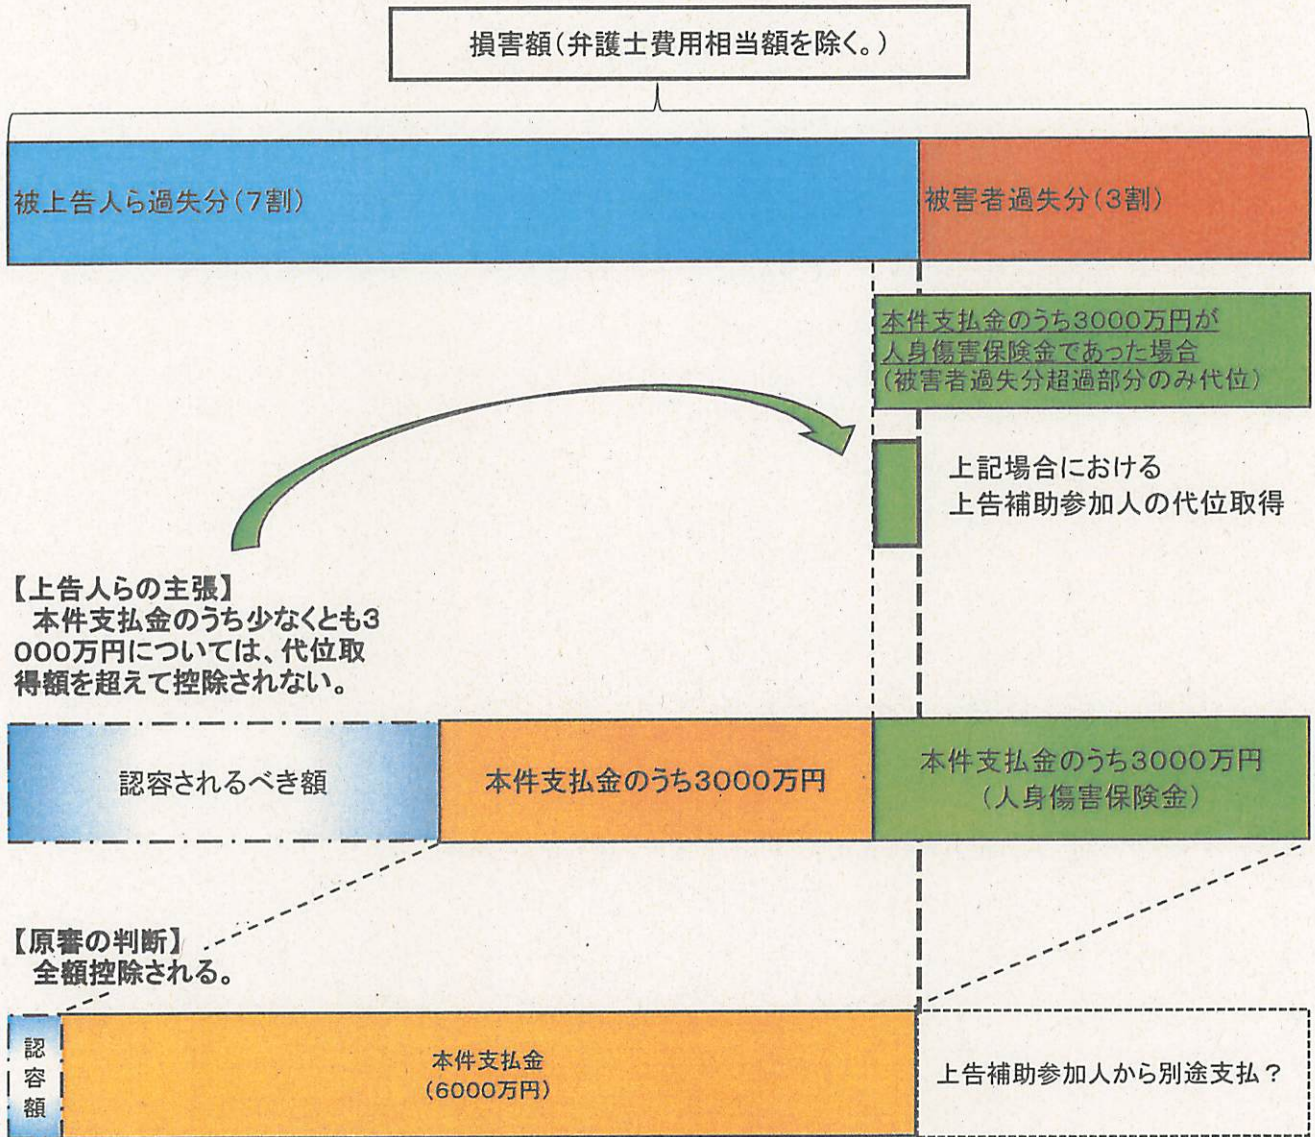 損害額(弁護士費用相当額を除く。)
被上告人ら過失分(7割)
被害者過失分(3割)
本件支払金のうち3000万円が
人身傷害保険金であった場合
(被害者過失分超過部分のみ代位)
上記場合における
上告補助参加人の代位取得
【上告人らの主張】
本件支払金のうち少なくとも3
000万円については、代位取
得額を超えて控除されない。
認容されるべき額
本件支払金のうち3000万円
本件支払金のうち3000万円
(人身傷害保険金)
【原審の判断】
全額控除される。
認
容
額
本件支払金
(6000万円)
上告補助参加人から別途支払?